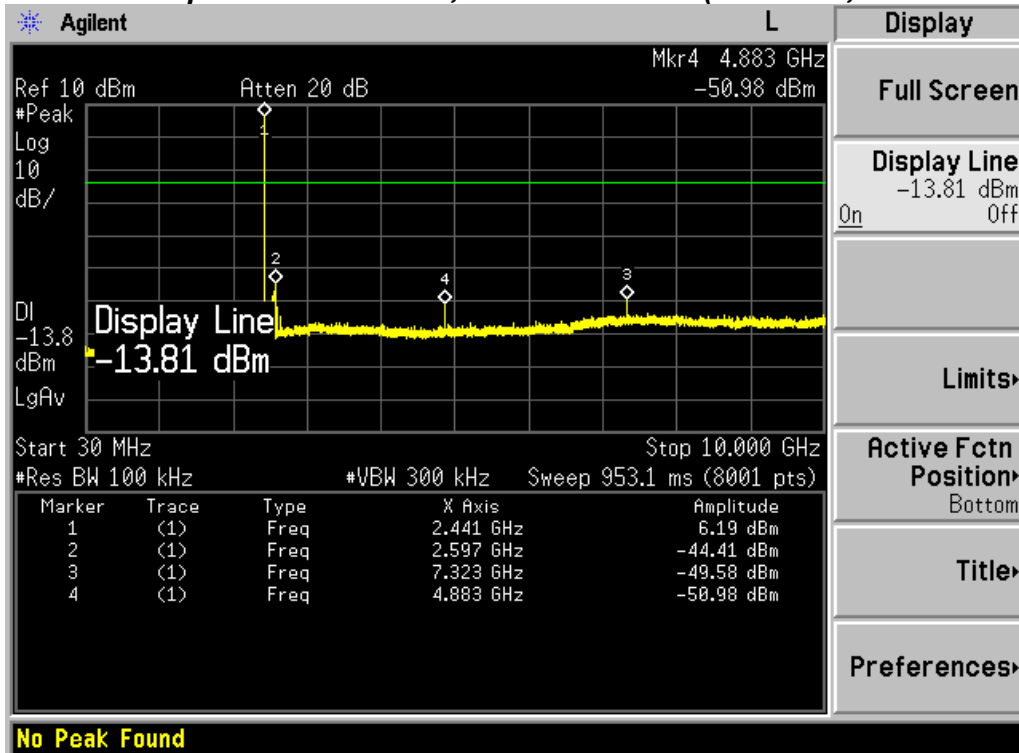 Agilent L Display
Mkr4 4.883 GHz
Ref 10 dBm Atten 20 dB -50.98 dBm
#Peak
Log
10
dB/
1
2
4
3
DI
-13.8
dBm
LgAv
Display Line
-13.81 dBm
Start 30 MHz Stop 10.000 GHz
#Res BW 100 kHz #VBW 300 kHz Sweep 953.1 ms (8001 pts)
Marker Trace Type X Axis Amplitude
1 (1) Freq 2.441 GHz 6.19 dBm
2 (1) Freq 2.597 GHz -44.41 dBm
3 (1) Freq 7.323 GHz -49.58 dBm
4 (1) Freq 4.883 GHz -50.98 dBm
Full Screen
Display Line
-13.81 dBm
On Off
Limits
Active Fctn
Position
Bottom
Title
Preferences
No Peak Found